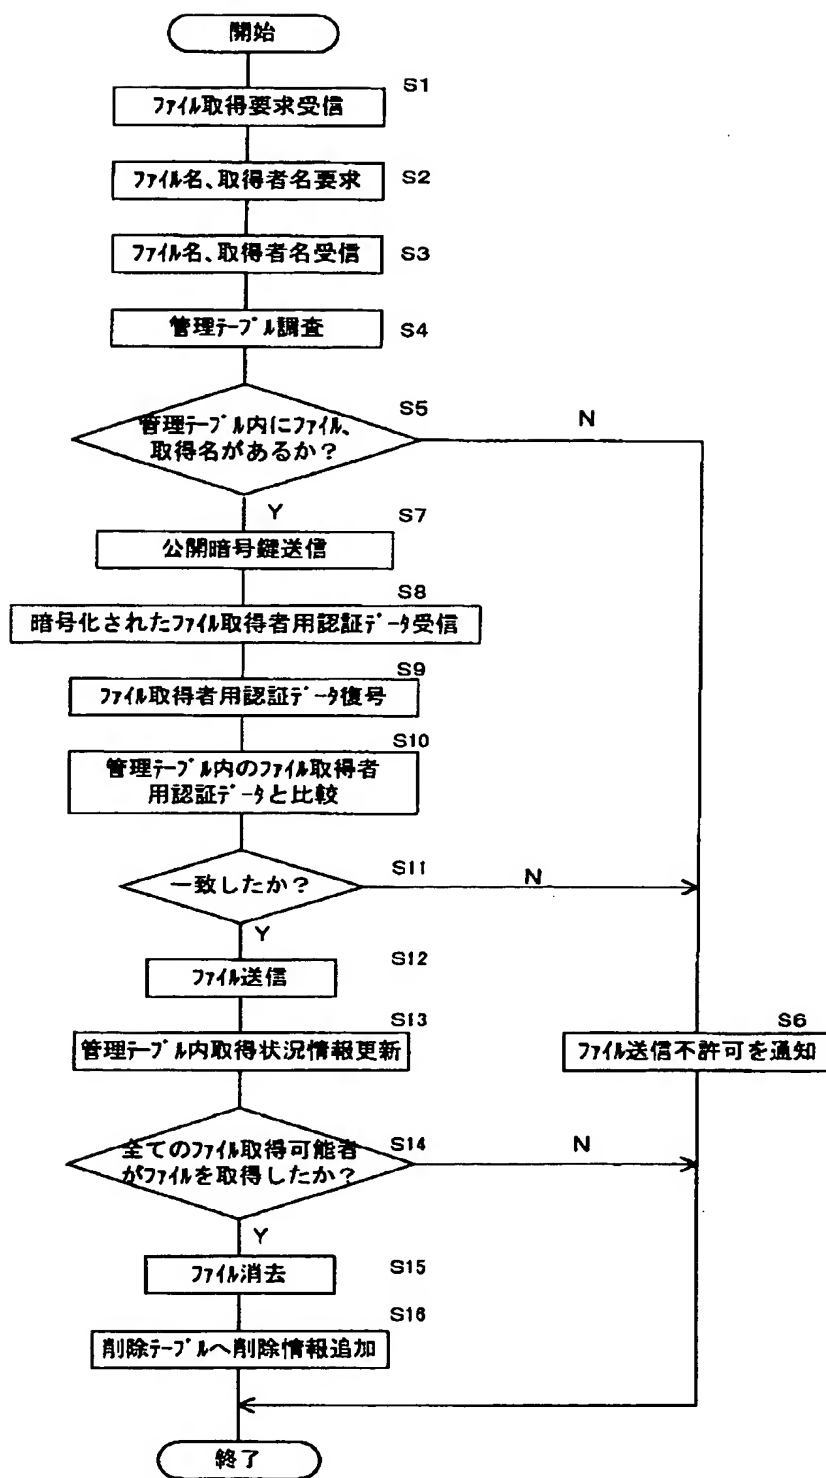 開始
S1
ファイル取得要求受信
ファイル名、取得者名要求
S2
ファイル名、取得者名受信
S3
管理テーブル調査
S4
S5
管理テーブル内にファイル、
取得名があるか？
N
Y
S7
公開暗号鍵送信
S8
暗号化されたファイル取得者用認証データ受信
S9
ファイル取得者用認証データ復号
S10
管理テーブル内のファイル取得者
用認証データと比較
S11
一致したか？
N
Y
S12
ファイル送信
S13
管理テーブル内取得状況情報更新
S6
ファイル送信不許可を通知
全てのファイル取得可能者
がファイルを取得したか？
S14
N
Y
ファイル消去
S15
S16
削除テーブルへ削除情報追加
終了